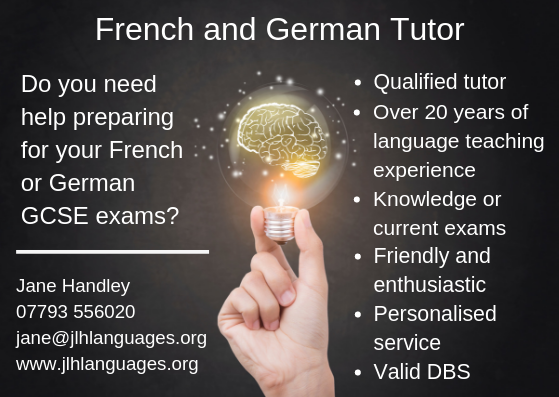 French and German Tutor
Do you need
help preparing
for your French
or German
GCSE exams?
Jane Handley
07793 556020
jane@jlhlanguages.org
www.jlhlanguages.org
• Qualified tutor
• Over 20 years of
language teaching
experience
• Knowledge or
current exams
• Friendly and
enthusiastic
• Personalised
service
• Valid DBS